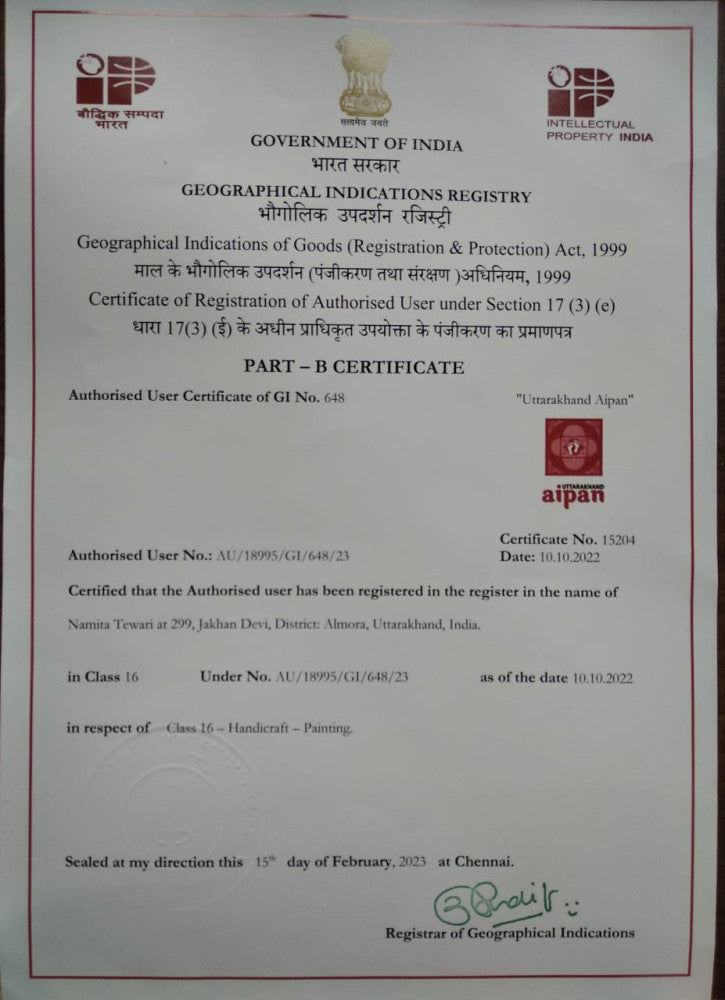 बौद्धिक सम्पदा
भारत
सत्यमेव जयते
INTELLECTUAL
PROPERTY INDIA
GOVERNMENT OF INDIA
भारत सरकार
GEOGRAPHICAL INDICATIONS REGISTRY
भौगोलिक उपदर्शन रजिस्ट्री
Geographical Indications of Goods (Registration & Protection) Act, 1999
माल के भौगोलिक उपदर्शन (पंजीकरण तथा संरक्षण )अधिनियम, 1999
Certificate of Registration of Authorised User under Section 17 (3) (e)
धारा 17(3) (ई) के अधीन प्राधिकृत उपयोक्ता के पंजीकरण का प्रमाणपत्र
PART – B CERTIFICATE
Authorised User Certificate of GI No. 648 "Uttarakhand Aipan"
UTTARAKHAND
aipan
Certificate No. 15204
Authorised User No.: AU/18995/GI/648/23 Date: 10.10.2022
Certified that the Authorised user has been registered in the register in the name of
Namita Tewari at 299, Jakhan Devi, District: Almora, Uttarakhand, India.
in Class 16 Under No. AU/18995/GI/648/23 as of the date 10.10.2022
in respect of Class 16 – Handicraft – Painting.
Sealed at my direction this 15th day of February, 2023 at Chennai.
Registrar of Geographical Indications